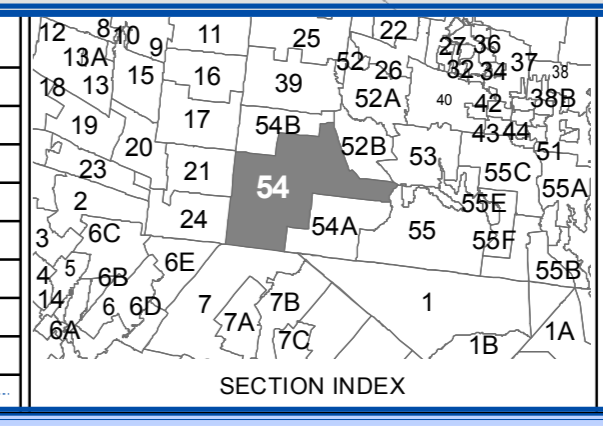 12 8 10 9 11 25 22 27 36
13A 15 16 39 52 26 32 34 37 38
18 13 52A 40 42 38B
19 17 54B 43 44
20 52B 53 51
23 21 54 55C 55A
2 24 54A 55 55E
3 6C 55F
4 5 6B 6E 55B
14 6 6D 7 7B 1
6A 7A 7C 1B 1A
SECTION INDEX